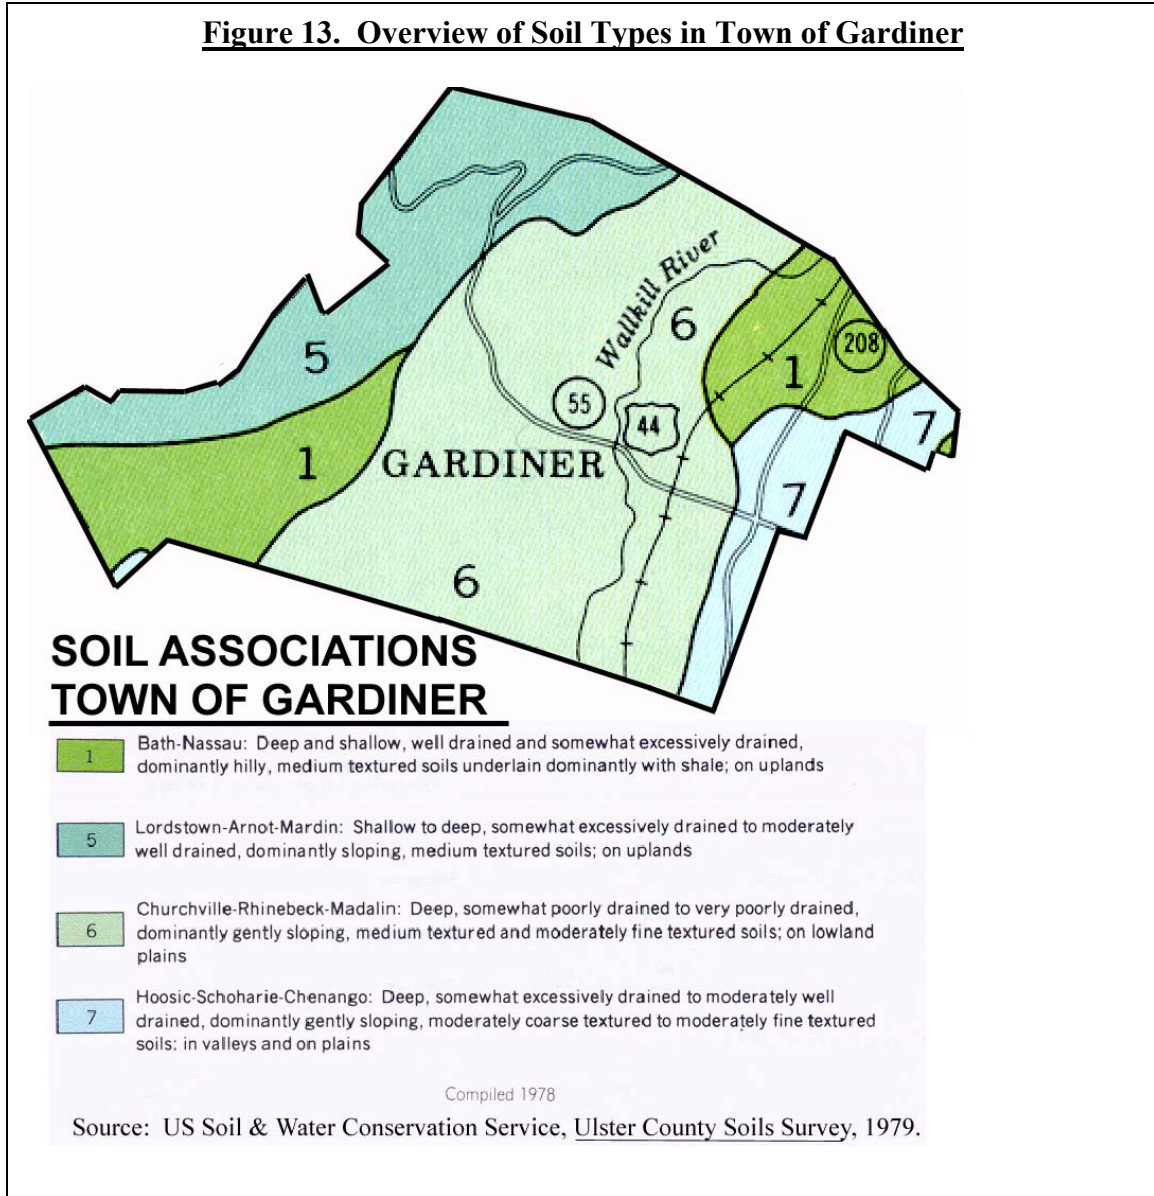 Figure 13.  Overview of Soil Types in Town of Gardiner
Wallkill River
6
5
1
208
55
44
7
1
GARDINER
7
6
SOIL ASSOCIATIONS
TOWN OF GARDINER
1
Bath-Nassau: Deep and shallow, well drained and somewhat excessively drained,
dominantly hilly, medium textured soils underlain dominantly with shale; on uplands
5
Lordstown-Arnot-Mardin: Shallow to deep, somewhat excessively drained to moderately
well drained, dominantly sloping, medium textured soils; on uplands
6
Churchville-Rhinebeck-Madalin: Deep, somewhat poorly drained to very poorly drained,
dominantly gently sloping, medium textured and moderately fine textured soils; on lowland
plains
7
Hoosic-Schoharie-Chenango: Deep, somewhat excessively drained to moderately well
drained, dominantly gently sloping, moderately coarse textured to moderately fine textured
soils: in valleys and on plains
Compiled 1978
Source:  US Soil & Water Conservation Service, Ulster County Soils Survey, 1979.